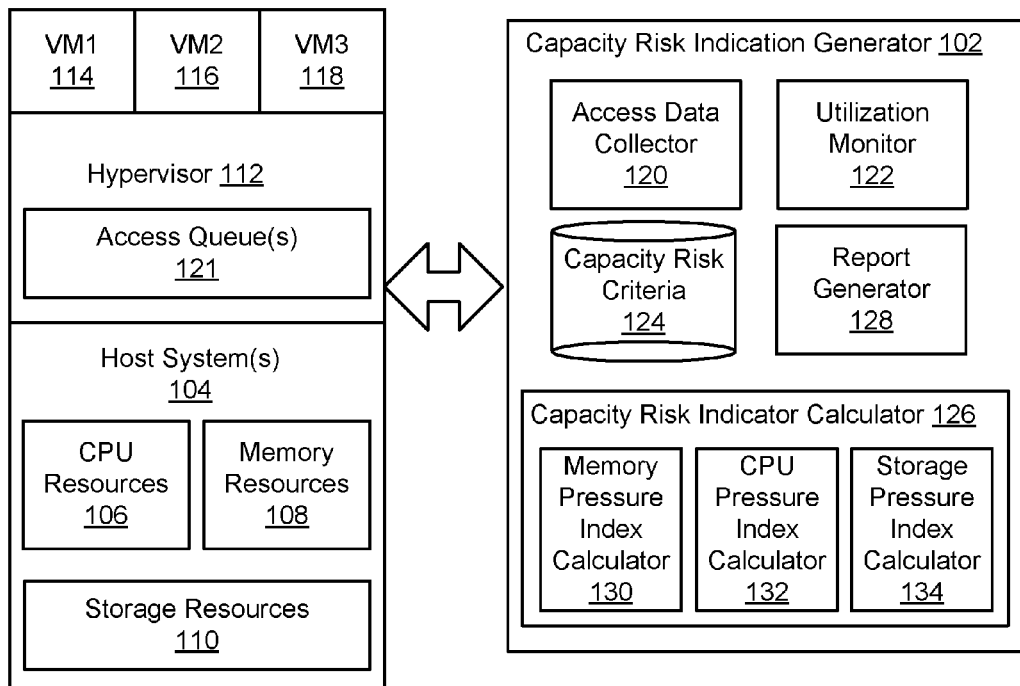 VM1
114
VM2
116
VM3
118
Hypervisor 112
Access Queue(s)
121
Host System(s)
104
CPU
Resources
106
Memory
Resources
108
Storage Resources
110
Capacity Risk Indication Generator 102
Access Data
Collector
120
Utilization
Monitor
122
Capacity Risk
Criteria
124
Report
Generator
128
Capacity Risk Indicator Calculator 126
Memory
Pressure
Index
Calculator
130
CPU
Pressure
Index
Calculator
132
Storage
Pressure
Index
Calculator
134